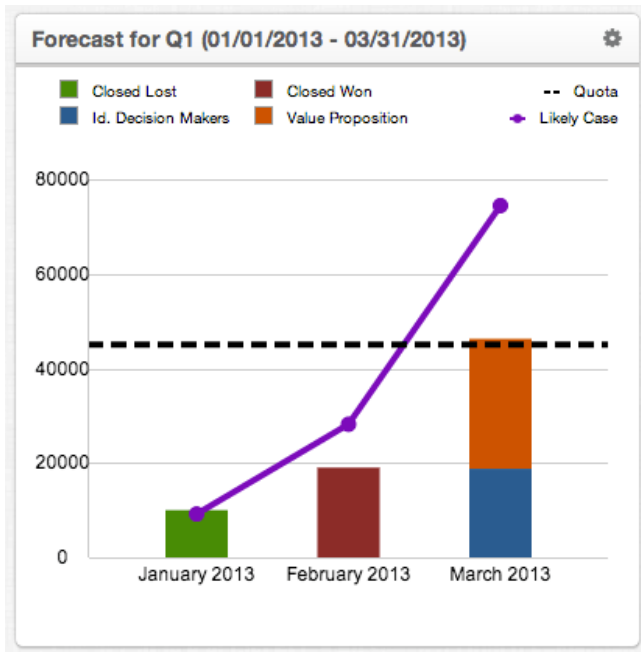 Forecast for Q1 (01/01/2013 - 03/31/2013)
Closed Lost Closed Won Quota
Id. Decision Makers Value Proposition Likely Case
80000
60000
40000
20000
0
January 2013 February 2013 March 2013